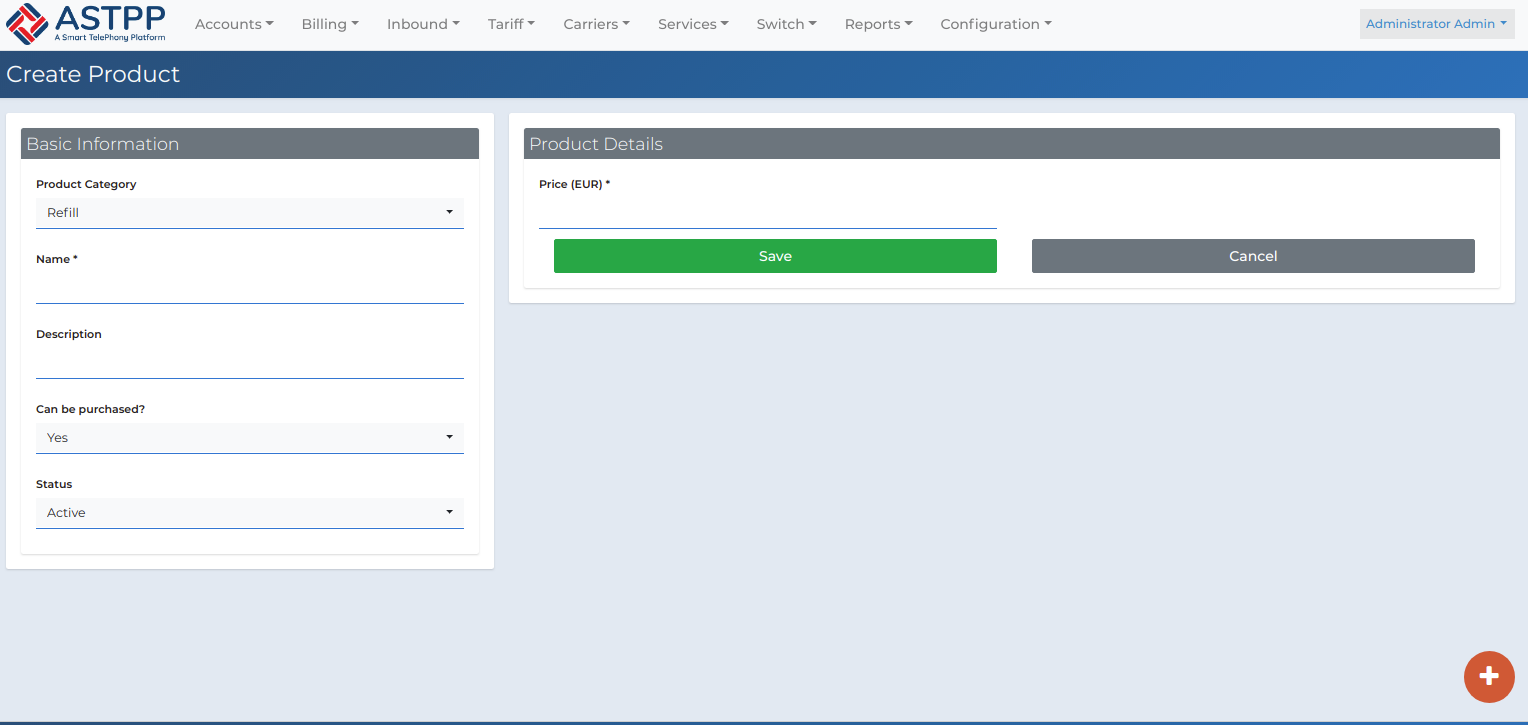 ASTPP
A Smart TelePhony Platform
Accounts Billing Inbound Tariff Carriers Services Switch Reports Configuration Administrator Admin
Create Product
Basic Information
Product Category
Refill
Name *
Description
Can be purchased?
Yes
Status
Active
Product Details
Price (EUR) *
Save Cancel